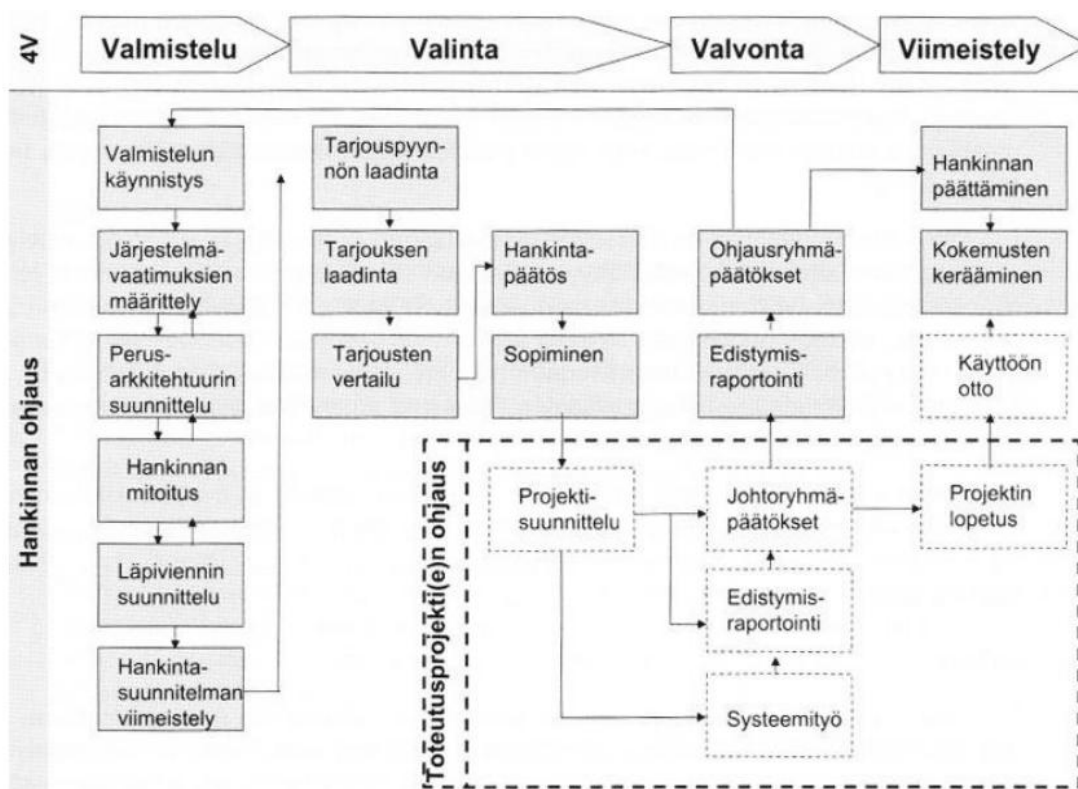 4V
Valmistelu
Valinta
Valvonta
Viimeistely
Hankinnan ohjaus
Valmistelun
käynnistys
Järjestelmä-
vaatimuksien
määrittely
Perus-
arkkitehtuurin
suunnittelu
Hankinnan
mitoitus
Läpiviennin
suunnittelu
Hankinta-
suunnitelman
viimeistely
Tarjouspyyn-
nön laadinta
Tarjouksen
laadinta
Tarjousten
vertailu
Hankinta-
päätös
Sopiminen
Ohjausryhmä-
päätökset
Edistymis-
raportointi
Hankinnan
päättäminen
Kokemusten
kerääminen
Käyttöön
otto
Toteutusprojekti(e)n ohjaus
Projekti-
suunnittelu
Johtoryhmä-
päätökset
Edistymis-
raportointi
Systeemityö
Projektin
lopetus